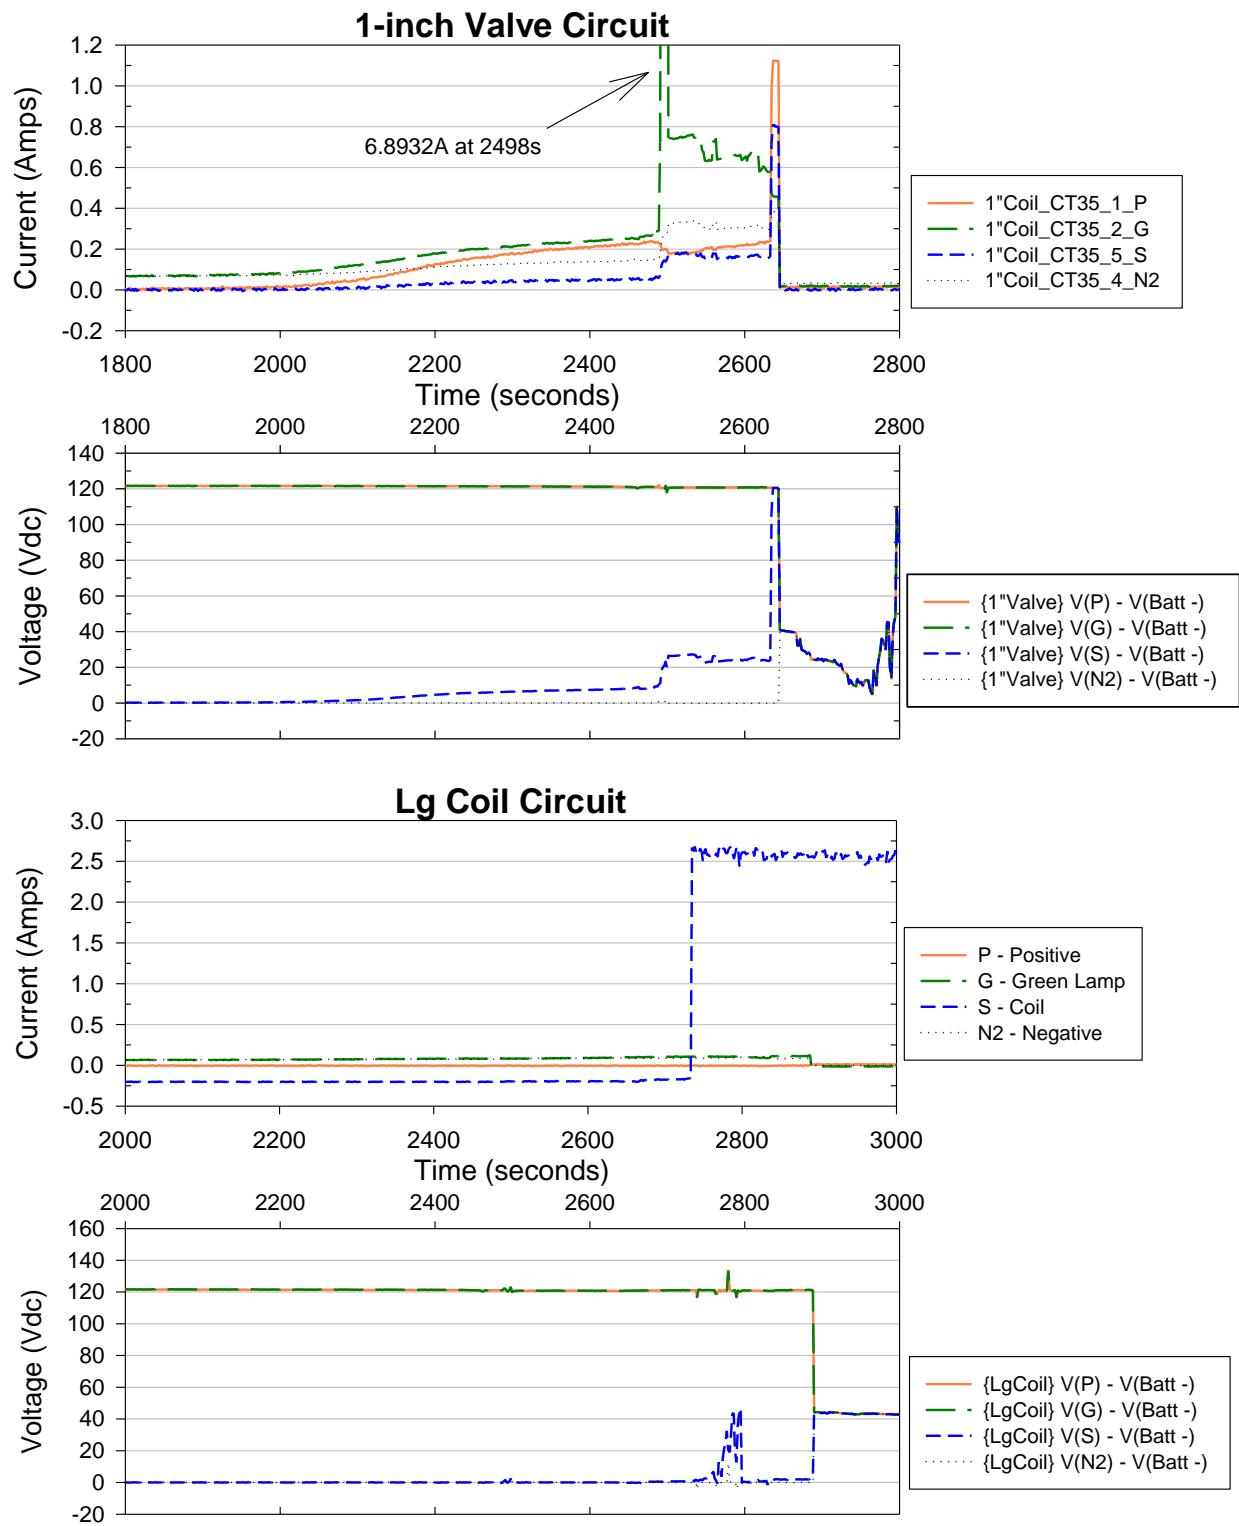 1-inch Valve Circuit
Current (Amps)
1.2
1.0
0.8
0.6
0.4
0.2
0.0
-0.2
6.8932A at 2498s
1800 2000 2200 2400 2600 2800
Time (seconds)
1"Coil_CT35_1_P
1"Coil_CT35_2_G
1"Coil_CT35_5_S
1"Coil_CT35_4_N2
1800 2000 2200 2400 2600 2800
Voltage (Vdc)
140
120
100
80
60
40
20
0
-20
{1"Valve} V(P) - V(Batt -)
{1"Valve} V(G) - V(Batt -)
{1"Valve} V(S) - V(Batt -)
{1"Valve} V(N2) - V(Batt -)
Lg Coil Circuit
Current (Amps)
3.0
2.5
2.0
1.5
1.0
0.5
0.0
-0.5
2000 2200 2400 2600 2800 3000
Time (seconds)
P - Positive
G - Green Lamp
S - Coil
N2 - Negative
2000 2200 2400 2600 2800 3000
Voltage (Vdc)
160
140
120
100
80
60
40
20
0
-20
{LgCoil} V(P) - V(Batt -)
{LgCoil} V(G) - V(Batt -)
{LgCoil} V(S) - V(Batt -)
{LgCoil} V(N2) - V(Batt -)